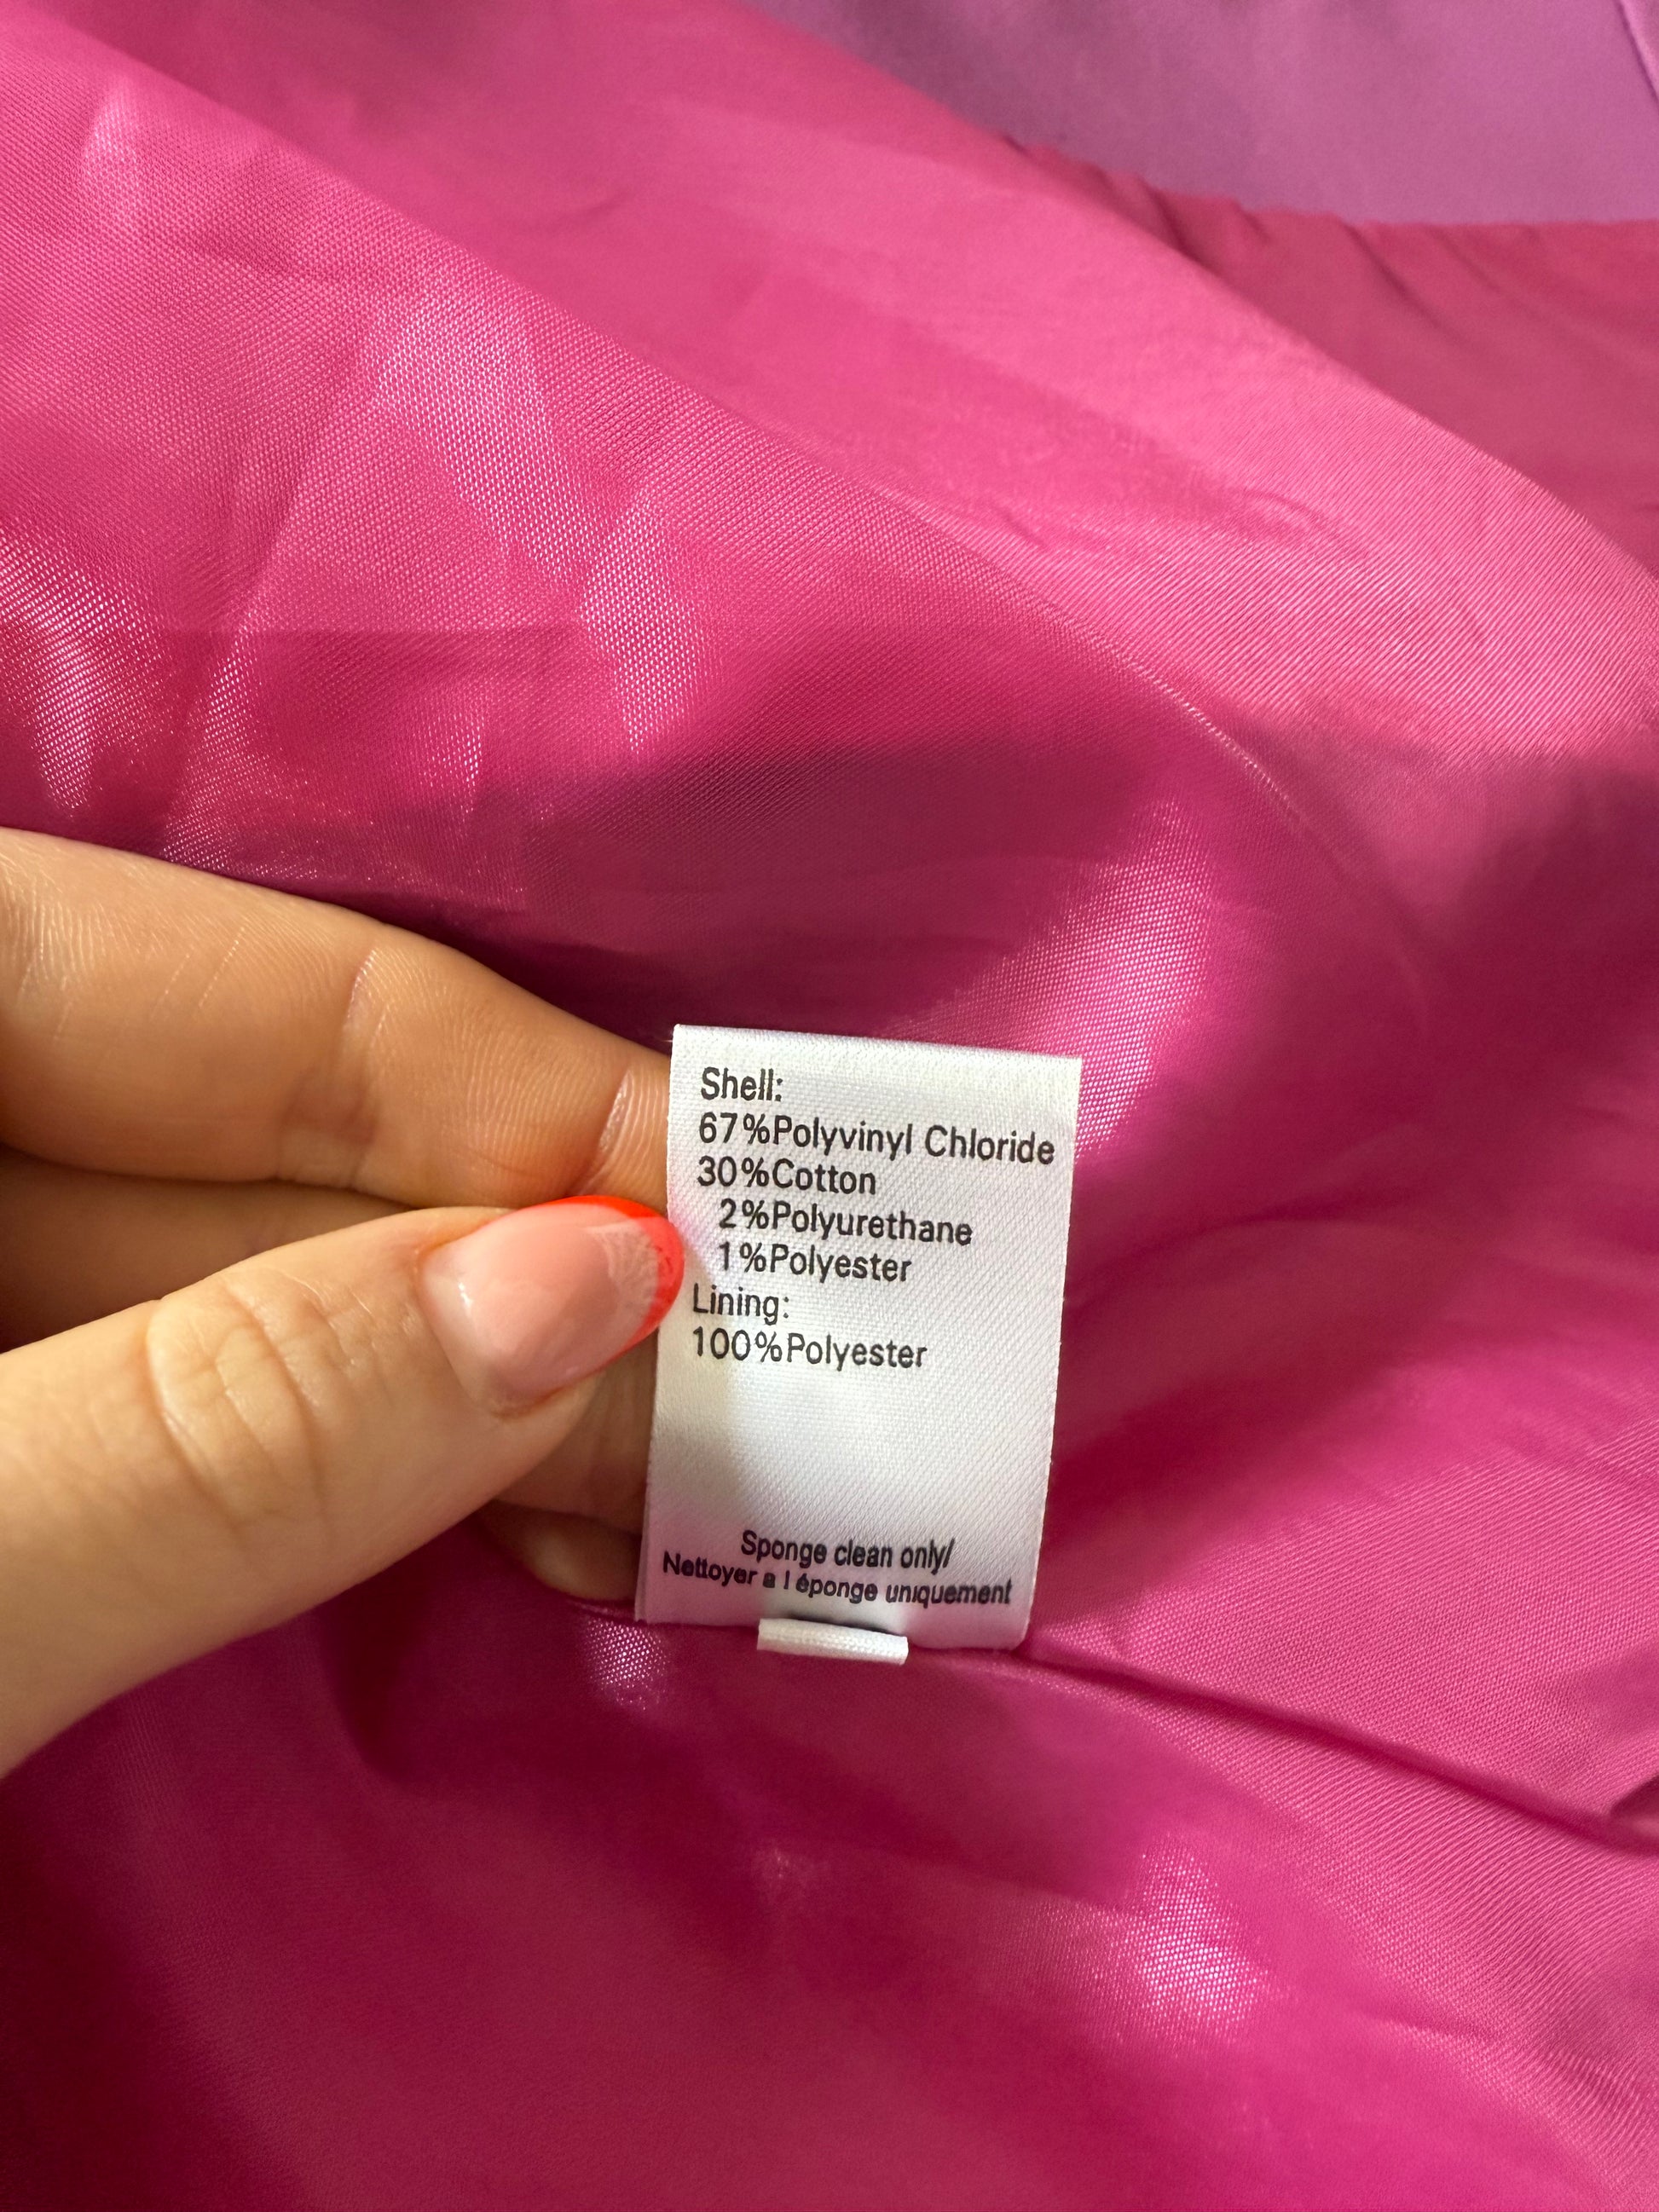 Shell:
67%Polyvinyl Chloride
30%Cotton
2%Polyurethane
1%Polyester
Lining:
100%Polyester
Sponge clean only/
Nettoyer a l éponge uniquement